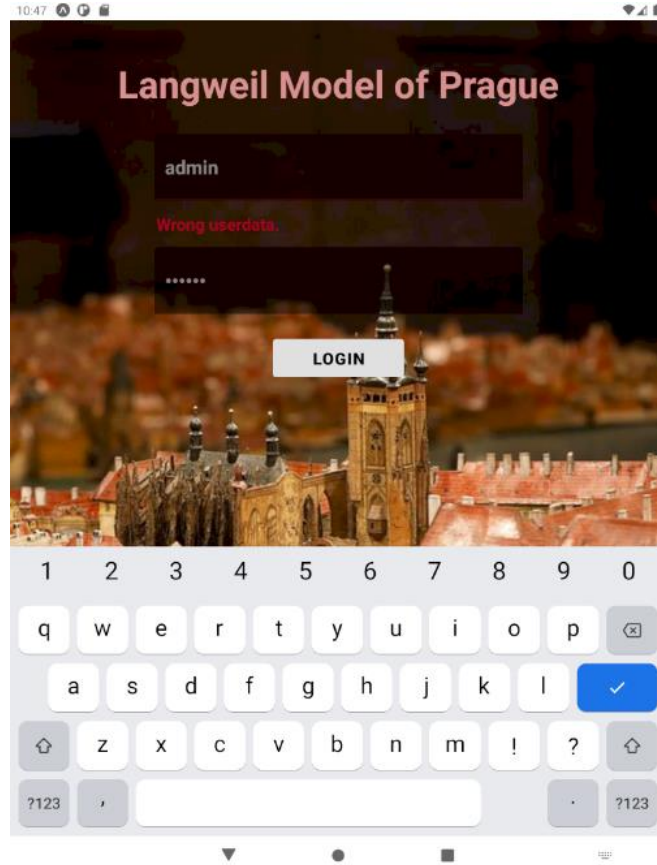 10:47
Langweil Model of Prague
admin
Wrong userdata.
••••••
LOGIN
1 2 3 4 5 6 7 8 9 0
q w e r t y u i o p
a s d f g h j k l
z x c v b n m ! ?
?123 , . ?123